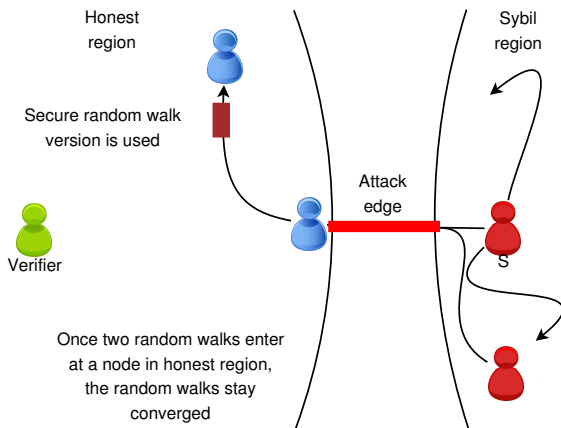 Honest
region
Sybil
region
Secure random walk
version is used
Attack
edge
Verifier
S
Once two random walks enter
at a node in honest region,
the random walks stay
converged